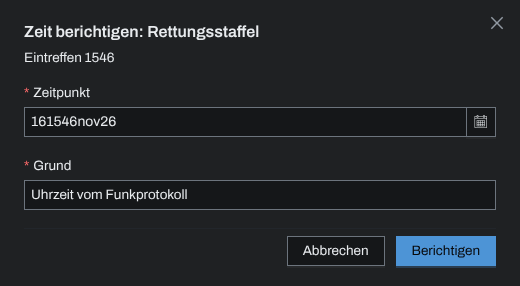 Zeit berichtigen: Rettungsstaffel
Eintreffen 1546
* Zeitpunkt
161546nov26
* Grund
Uhrzeit vom Funkprotokoll
Abbrechen Berichtigen